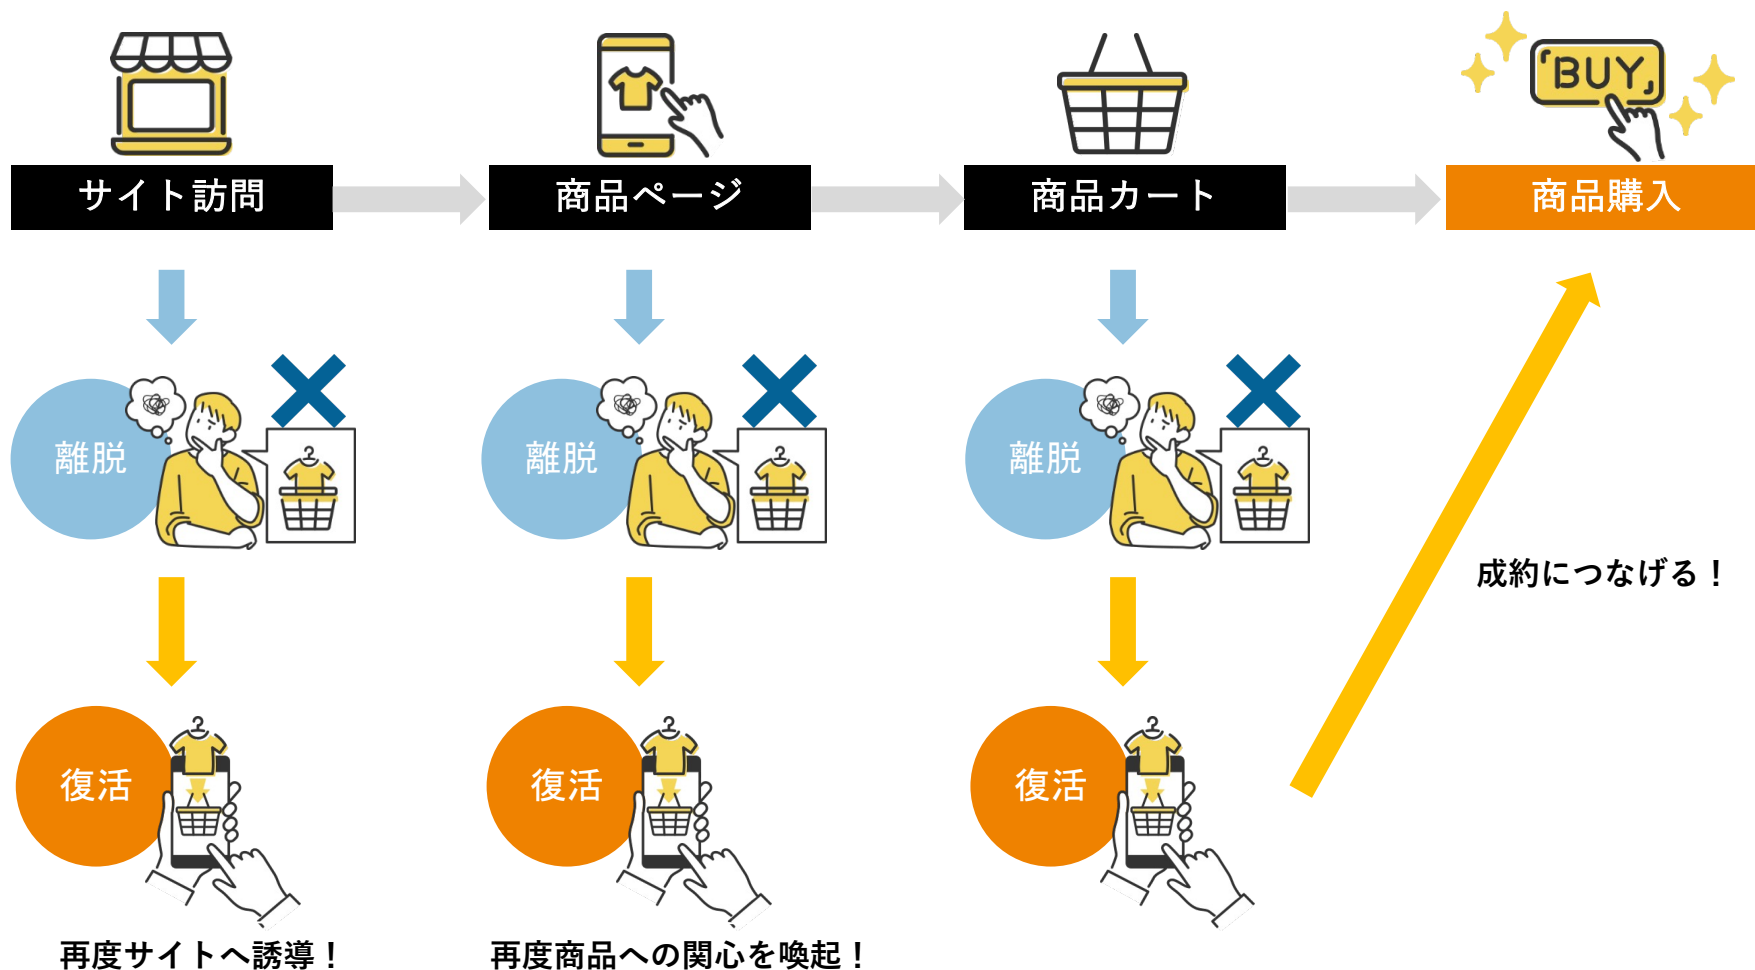 BUY
サイト訪問
商品ページ
商品カート
商品購入
離脱
離脱
離脱
成約につなげる！
復活
復活
復活
再度サイトへ誘導！
再度商品への関心を喚起！